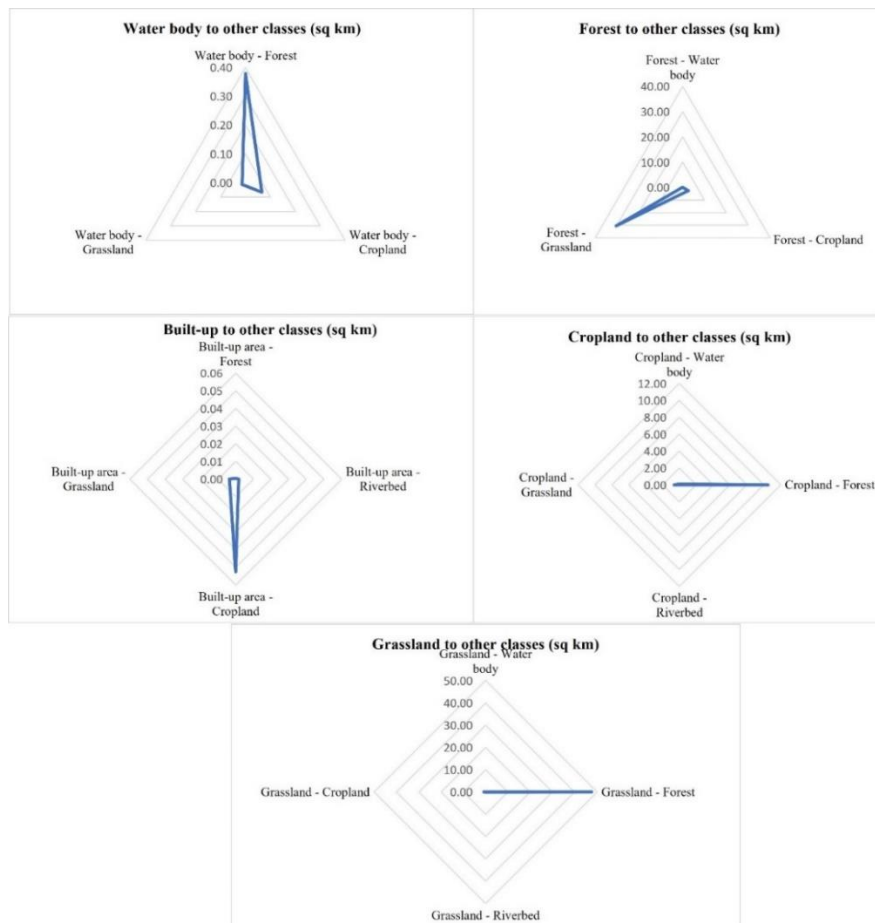 Water body to other classes (sq km)
Water body - Forest
0.40
0.30
0.20
0.10
0.00
Water body -
Grassland
Water body -
Cropland
Forest to other classes (sq km)
Forest - Water
body
40.00
30.00
20.00
10.00
0.00
Forest -
Grassland
Forest - Cropland
Built-up to other classes (sq km)
Built-up area -
Forest
0.06
0.05
0.04
0.03
0.02
0.01
0.00
Built-up area -
Grassland
Built-up area -
Riverbed
Built-up area -
Cropland
Cropland to other classes (sq km)
Cropland - Water
body
12.00
10.00
8.00
6.00
4.00
2.00
0.00
Cropland -
Grassland
Cropland - Forest
Cropland -
Riverbed
Grassland to other classes (sq km)
Grassland - Water
body
50.00
40.00
30.00
20.00
10.00
0.00
Grassland - Cropland
Grassland - Forest
Grassland - Riverbed